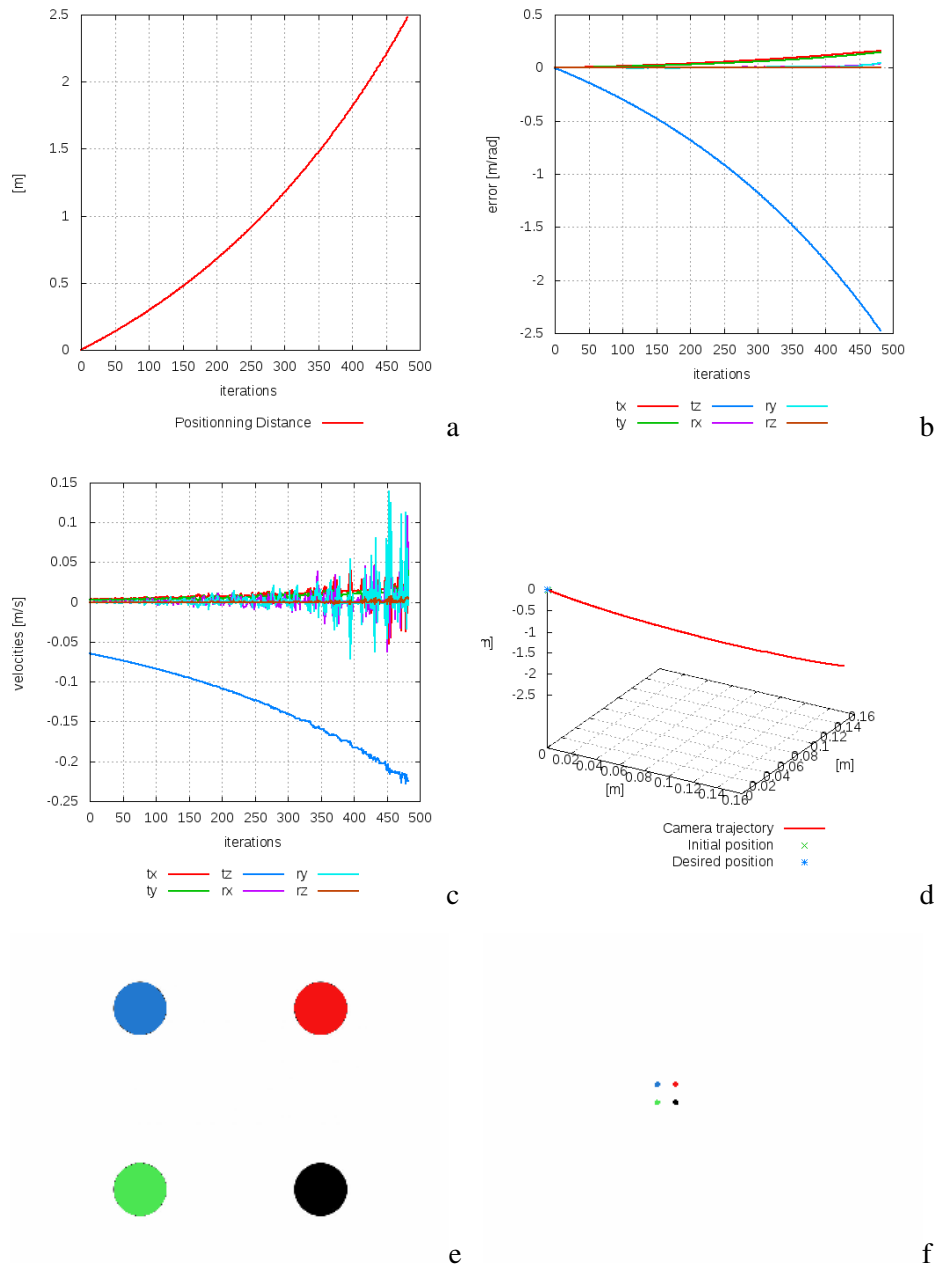 2.5
2
1.5
1
0.5
0
[m]
0 50 100 150 200 250 300 350 400 450 500
iterations
Positionning Distance
a
0.5
0
-0.5
-1
-1.5
-2
-2.5
error [m/rad]
0 50 100 150 200 250 300 350 400 450 500
iterations
tx tz ry
ty rx rz
b
0.15
0.1
0.05
0
-0.05
-0.1
-0.15
-0.2
-0.25
velocities [m/s]
0 50 100 150 200 250 300 350 400 450 500
iterations
tx tz ry
ty rx rz
c
0
-0.5
-1
-1.5
-2
-2.5
0 0.02 0.04 0.06 0.08 0.1 0.12 0.14 0.16
[m]
0 0.02 0.04 0.06 0.08 0.1 0.12 0.14 0.16
[m]
Camera trajectory
Initial position
Desired position
d
e
f